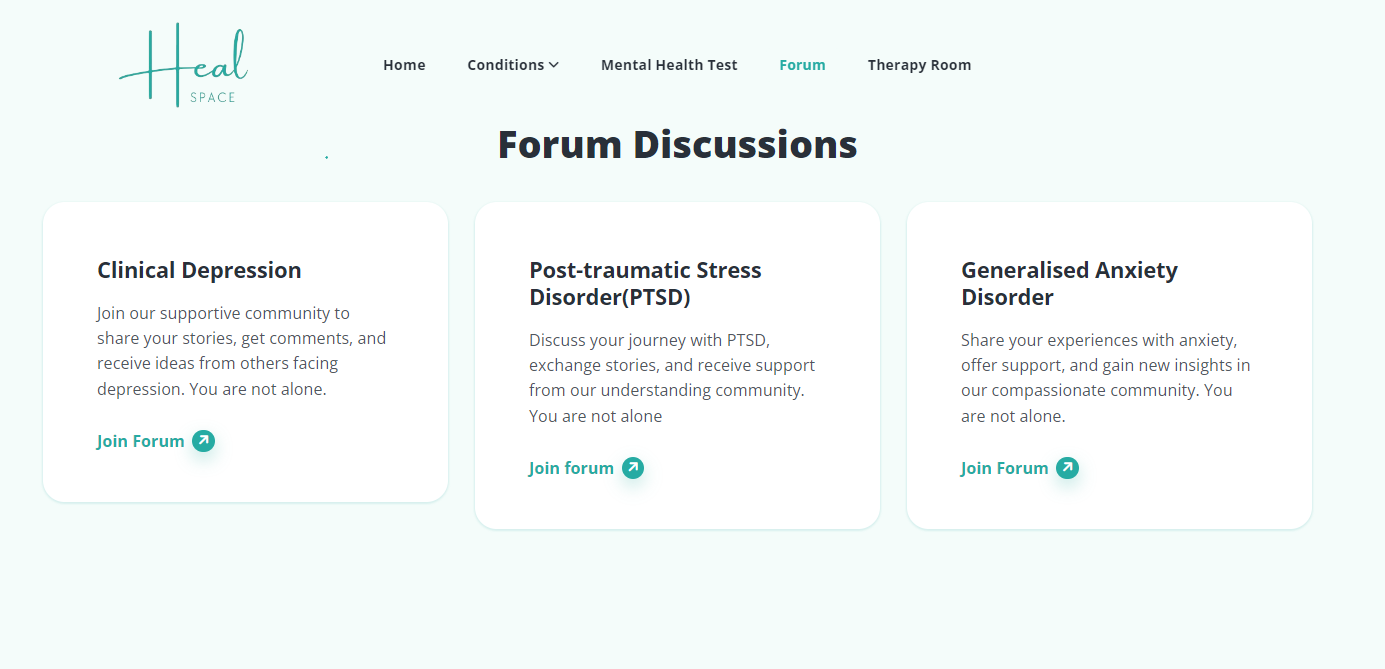 Heal
SPACE
Home Conditions Mental Health Test Forum Therapy Room
Forum Discussions
Clinical Depression
Join our supportive community to
share your stories, get comments, and
receive ideas from others facing
depression. You are not alone.
Join Forum
Post-traumatic Stress
Disorder(PTSD)
Discuss your journey with PTSD,
exchange stories, and receive support
from our understanding community.
You are not alone
Join forum
Generalised Anxiety
Disorder
Share your experiences with anxiety,
offer support, and gain new insights in
our compassionate community. You
are not alone.
Join Forum